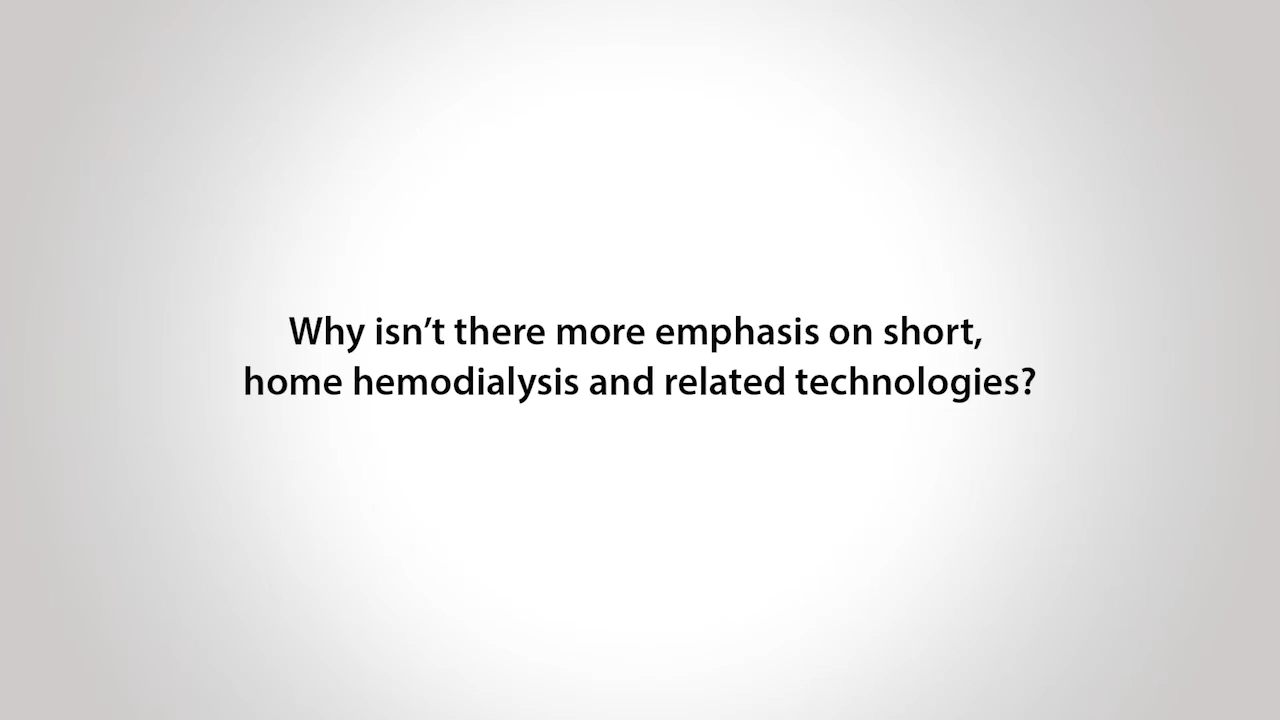 Why isn’t there more emphasis on short,
home hemodialysis and related technologies?